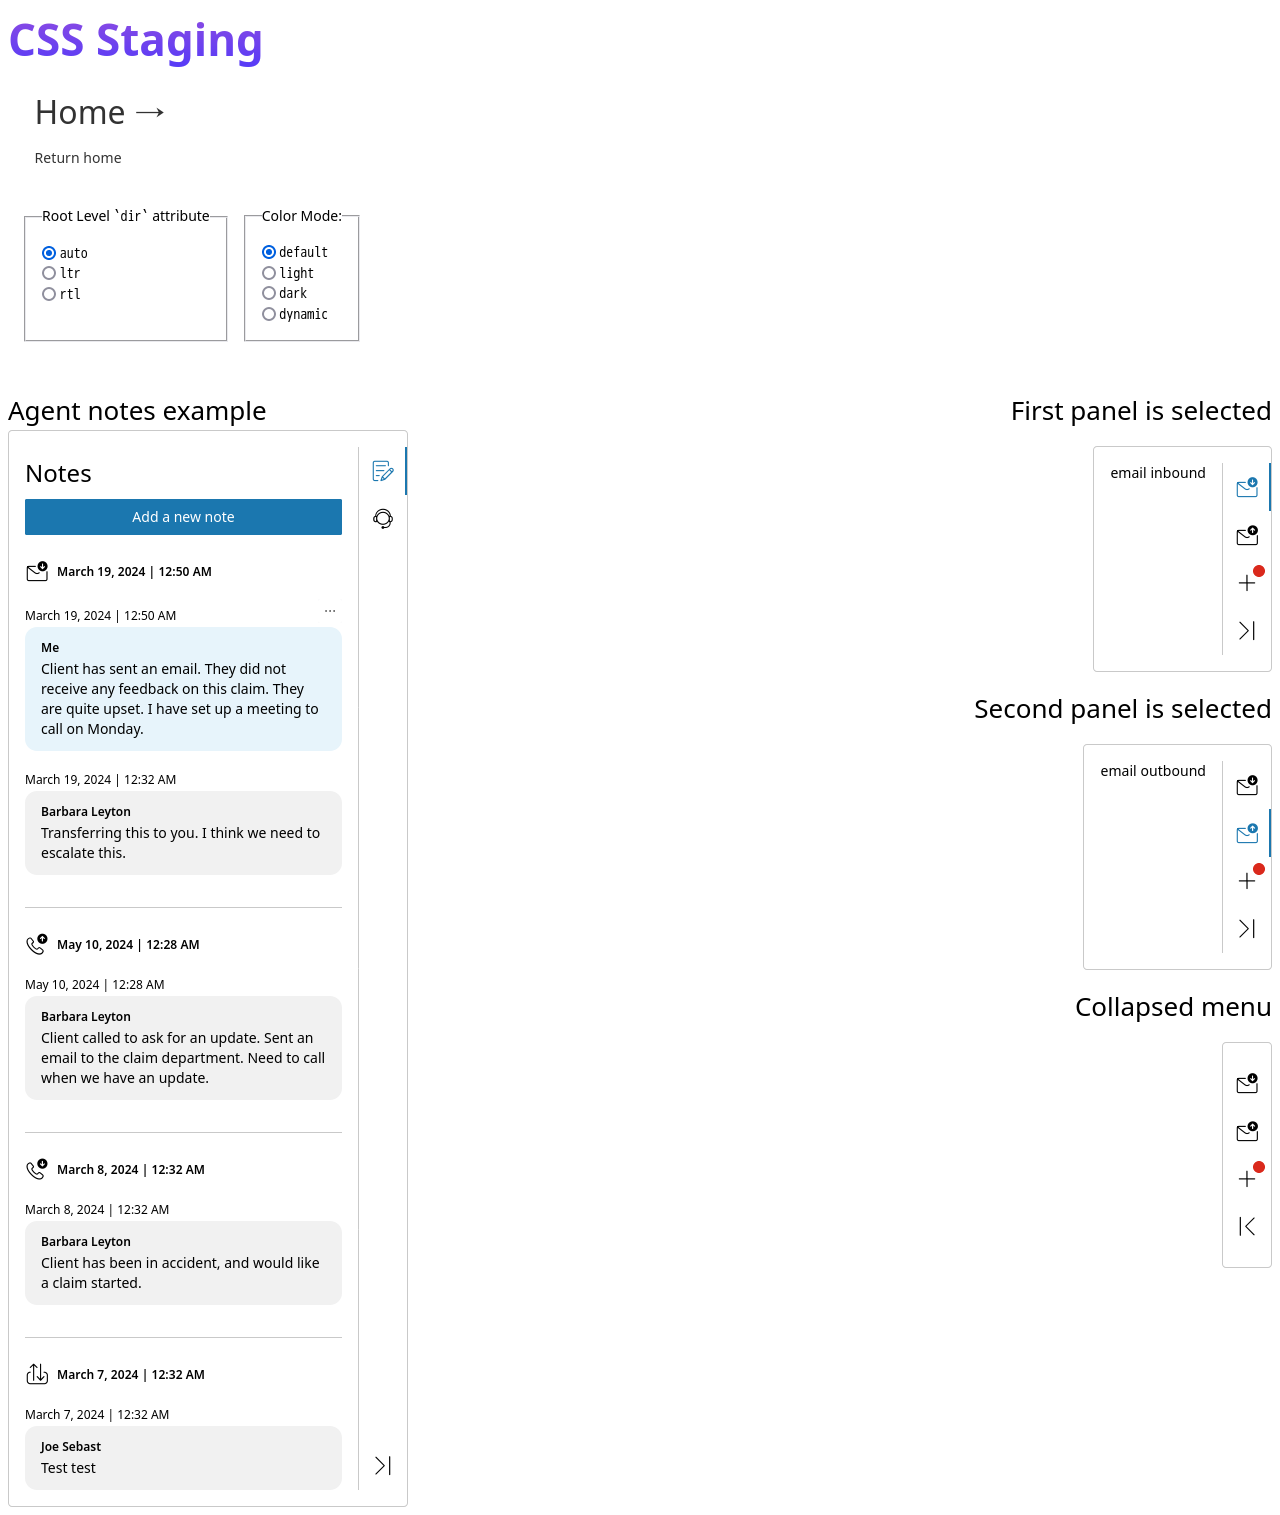 CSS Staging
Home →
Return home
Root Level `dir` attribute
auto
ltr
rtl
Color Mode:
default
light
dark
dynamic
Agent notes example
Notes
Add a new note
March 19, 2024 | 12:50 AM
March 19, 2024 | 12:50 AM
...
Me
Client has sent an email. They did not
receive any feedback on this claim. They
are quite upset. I have set up a meeting to
call on Monday.
March 19, 2024 | 12:32 AM
Barbara Leyton
Transferring this to you. I think we need to
escalate this.
May 10, 2024 | 12:28 AM
May 10, 2024 | 12:28 AM
Barbara Leyton
Client called to ask for an update. Sent an
email to the claim department. Need to call
when we have an update.
March 8, 2024 | 12:32 AM
March 8, 2024 | 12:32 AM
Barbara Leyton
Client has been in accident, and would like
a claim started.
March 7, 2024 | 12:32 AM
March 7, 2024 | 12:32 AM
Joe Sebast
Test test
First panel is selected
email inbound
Second panel is selected
email outbound
Collapsed menu